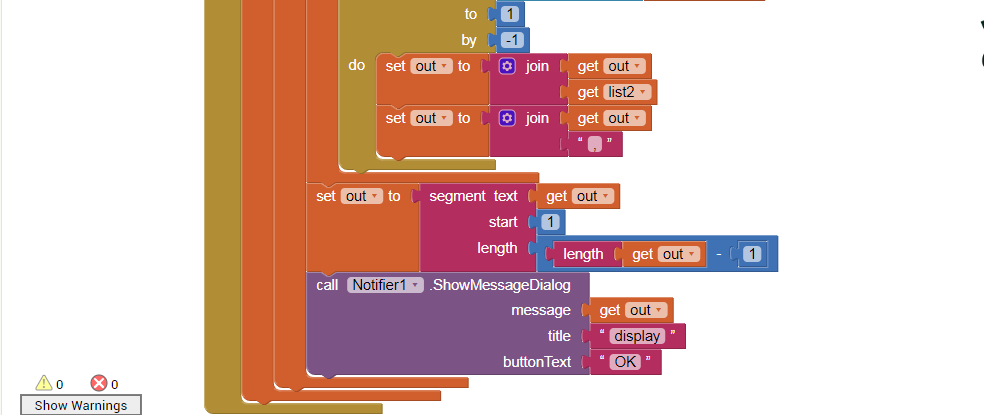 to 1
by -1
do set out to join get out
get list2
set out to join get out
“ , ”
set out to segment text get out
start 1
length length get out - 1
call Notifier1 .ShowMessageDialog
message get out
title “ display ”
buttonText “ OK ”
0 0
Show Warnings